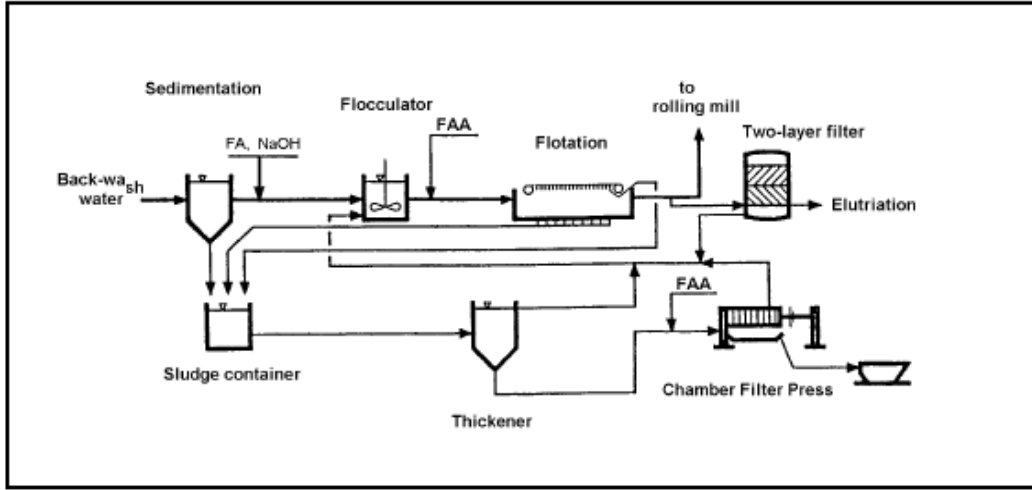 Sedimentation
Flocculator
FA, NaOH
FAA
Flotation
to
rolling mill
Two-layer filter
Back-wash
water
Elutriation
FAA
Sludge container
Thickener
Chamber Filter Press